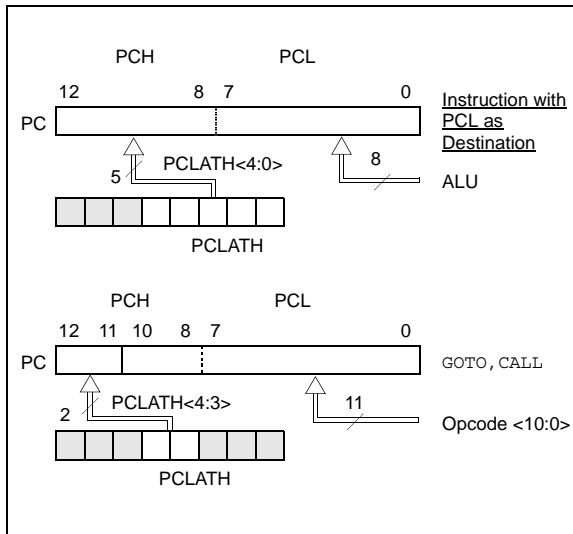 PCH PCL
12 8 7 0
Instruction with
PCL as
Destination
PC
5 PCLATH<4:0>
8
ALU
PCLATH
PCH PCL
12 11 10 8 7 0
PC
GOTO, CALL
2 PCLATH<4:3>
11
Opcode <10:0>
PCLATH